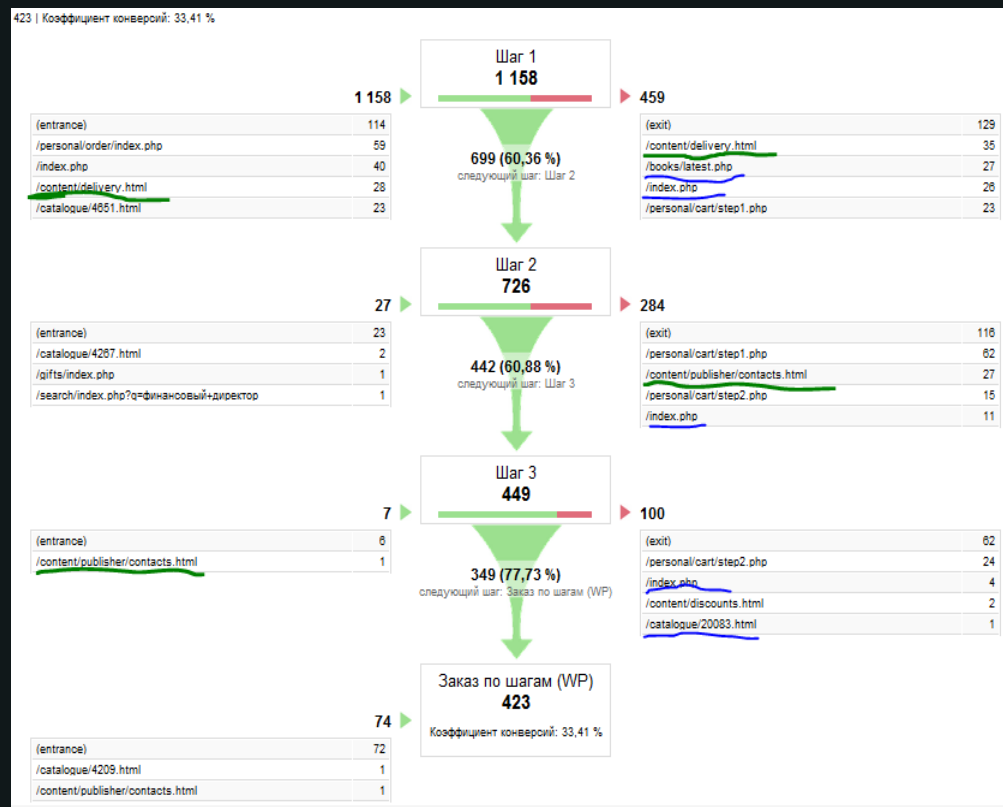 423 | Коэффициент конверсий: 33,41 %
Шаг 1
1 158
1 158
(entrance) 114
/personal/order/index.php 59
/index.php 40
/content/delivery.html 28
/catalogue/4651.html 23
459
(exit) 129
/content/delivery.html 35
/books/latest.php 27
/index.php 26
/personal/cart/step1.php 23
699 (60,36 %)
следующий шаг: Шаг 2
Шаг 2
726
27
(entrance) 23
/catalogue/4267.html 2
/gifts/index.php 1
/search/index.php?q=финансовый+директор 1
284
(exit) 116
/personal/cart/step1.php 62
/content/publisher/contacts.html 27
/personal/cart/step2.php 15
/index.php 11
442 (60,88 %)
следующий шаг: Шаг 3
Шаг 3
449
7
(entrance) 6
/content/publisher/contacts.html 1
100
(exit) 62
/personal/cart/step2.php 24
/index.php 4
/content/discounts.html 2
/catalogue/20083.html 1
349 (77,73 %)
следующий шаг: Заказ по шагам (WP)
Заказ по шагам (WP)
423
Коэффициент конверсий: 33,41 %
74
(entrance) 72
/catalogue/4209.html 1
/content/publisher/contacts.html 1